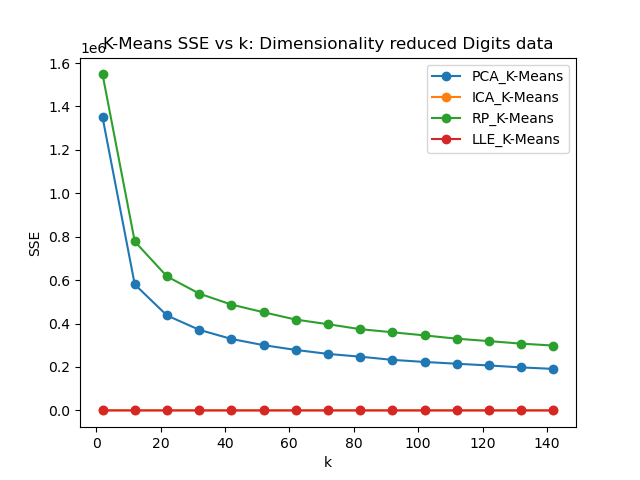 K-Means SSE vs k: Dimensionality reduced Digits data
1e6
PCA_K-Means
ICA_K-Means
RP_K-Means
LLE_K-Means
1.6
1.4
1.2
1.0
0.8
0.6
0.4
0.2
0.0
SSE
0 20 40 60 80 100 120 140
k